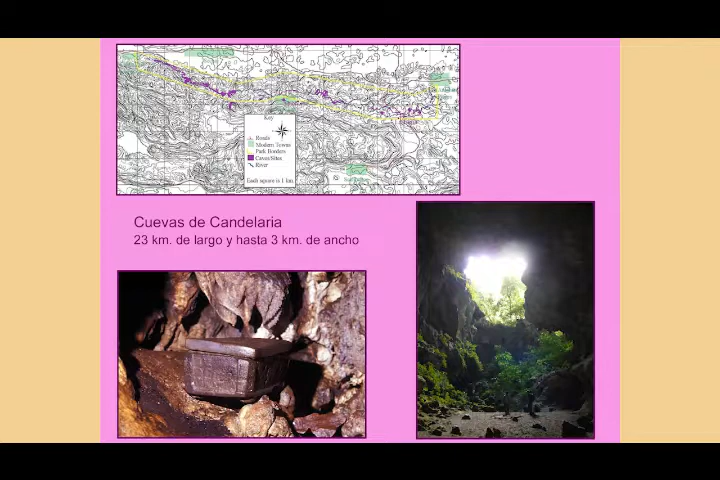 Key
Roads
Modern Towns
Park Borders
Caves/Sites
River
Each square is 1 km
Cuevas de Candelaria
23 km. de largo y hasta 3 km. de ancho